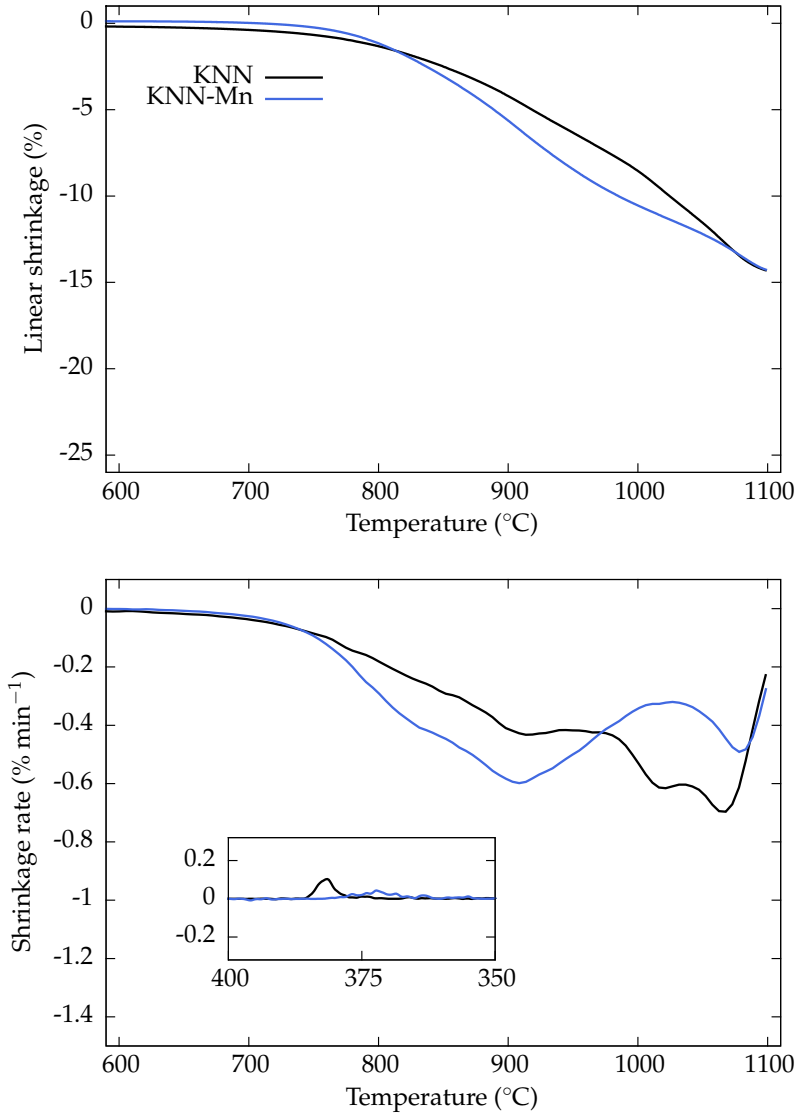 0
-5
-10
-15
-20
-25
Linear shrinkage (%)
KNN
KNN-Mn
600 700 800 900 1000 1100
Temperature (°C)
0
-0.2
-0.4
-0.6
-0.8
-1
-1.2
-1.4
Shrinkage rate (% min−1)
0.2
0
-0.2
400 375 350
600 700 800 900 1000 1100
Temperature (°C)